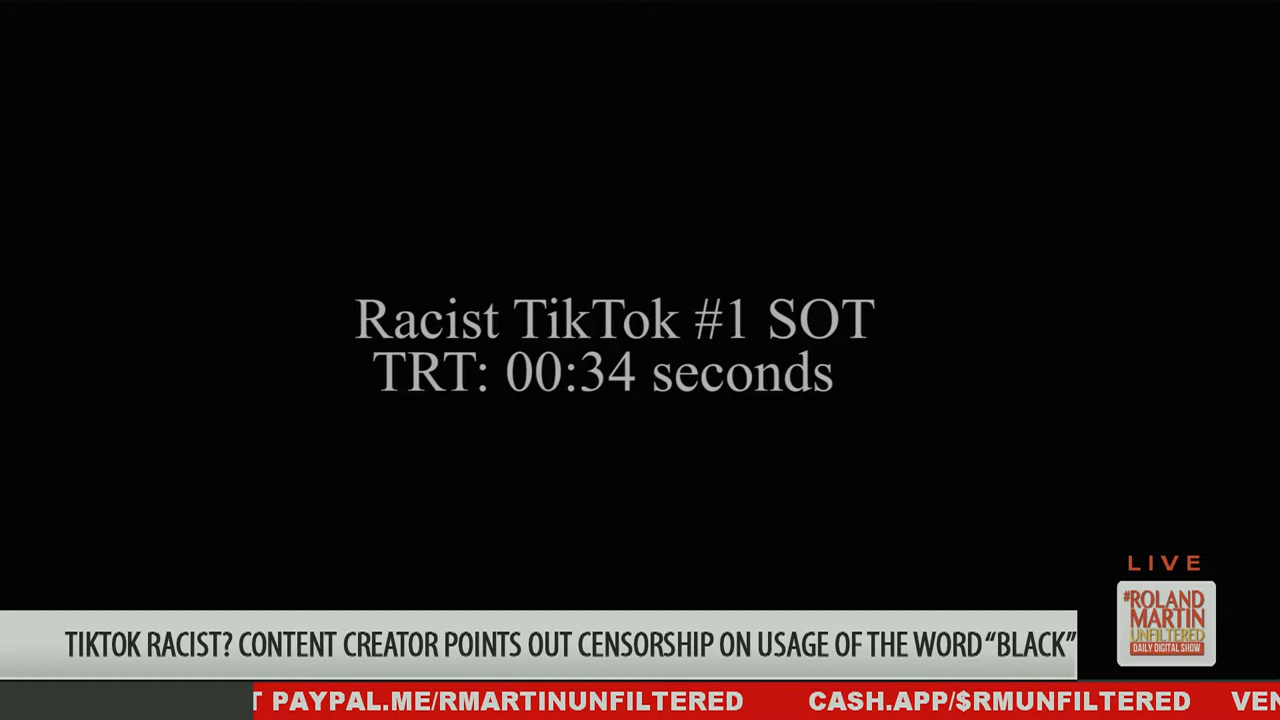 Racist TikTok #1 SOT
TRT: 00:34 seconds
LIVE
#ROLAND
MARTIN
UNFILTERED
DAILY DIGITAL SHOW
TIKTOK RACIST? CONTENT CREATOR POINTS OUT CENSORSHIP ON USAGE OF THE WORD “BLACK”
PAYPAL.ME/RMARTINUNFILTERED CASH.APP/$RMUNFILTERED